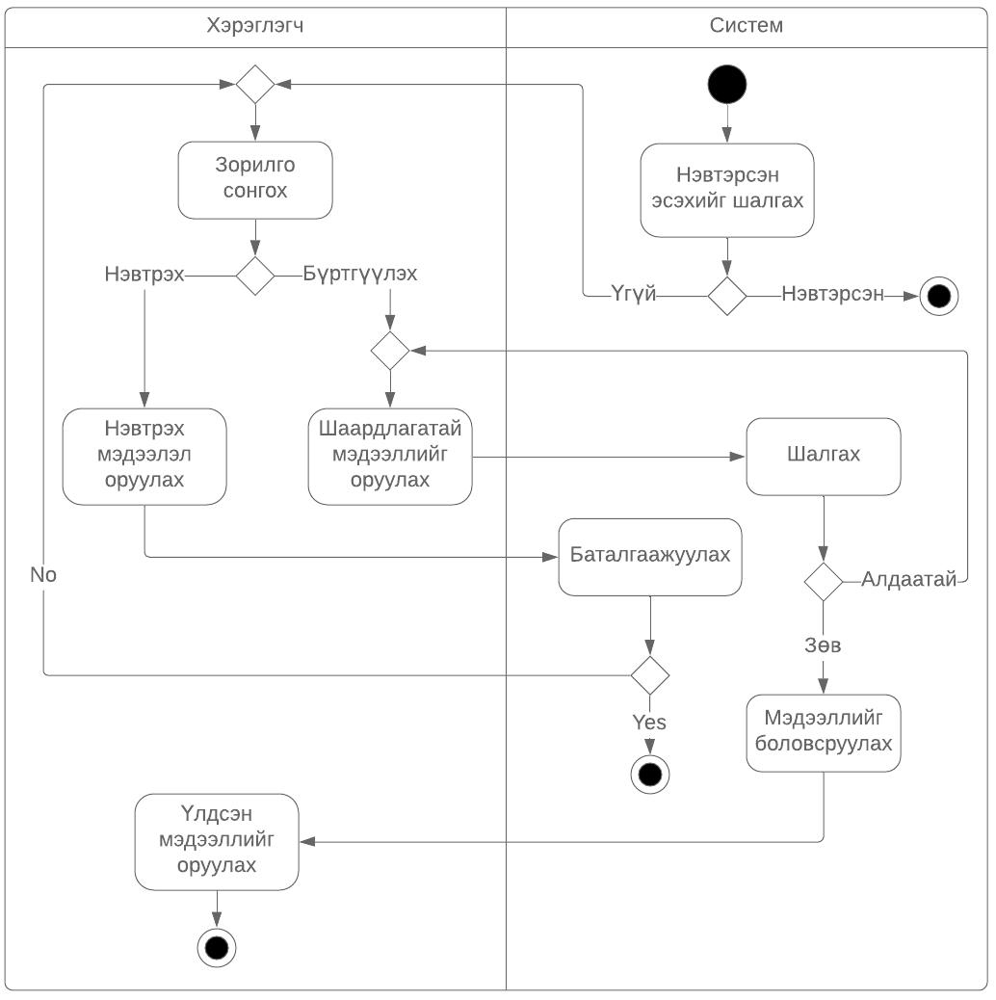 Хэрэглэгч
Систем
Зорилго
сонгох
Нэвтэрсэн
эсэхийг шалгах
Нэвтрэх
Бүртгүүлэх
Үгүй
Нэвтэрсэн
Нэвтрэх
мэдээлэл
оруулах
Шаардлагатай
мэдээллийг
оруулах
Шалгах
Баталгаажуулах
No
Алдаатай
Зөв
Yes
Мэдээллийг
боловсруулах
Үлдсэн
мэдээллийг
оруулах